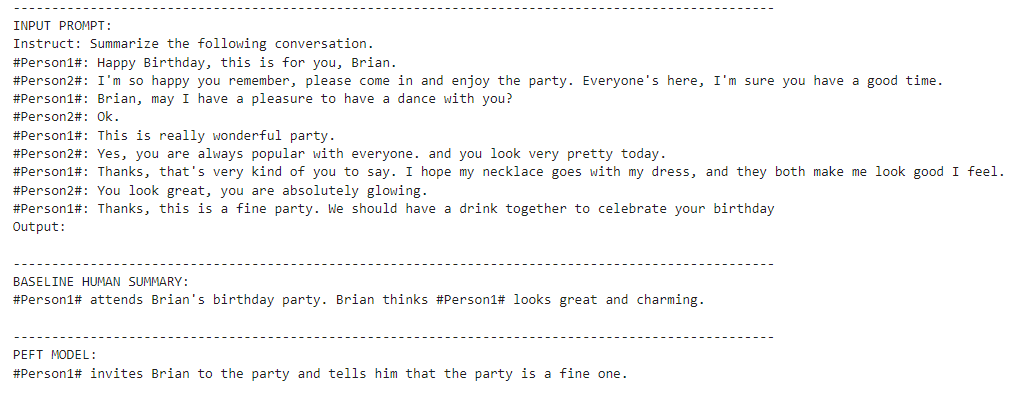 ---------------------------------------------------------------------------------------------------
INPUT PROMPT:
Instruct: Summarize the following conversation.
#Person1#: Happy Birthday, this is for you, Brian.
#Person2#: I'm so happy you remember, please come in and enjoy the party. Everyone's here, I'm sure you have a good time.
#Person1#: Brian, may I have a pleasure to have a dance with you?
#Person2#: Ok.
#Person1#: This is really wonderful party.
#Person2#: Yes, you are always popular with everyone. and you look very pretty today.
#Person1#: Thanks, that's very kind of you to say. I hope my necklace goes with my dress, and they both make me look good I feel.
#Person2#: You look great, you are absolutely glowing.
#Person1#: Thanks, this is a fine party. We should have a drink together to celebrate your birthday
Output:
---------------------------------------------------------------------------------------------------
BASELINE HUMAN SUMMARY:
#Person1# attends Brian's birthday party. Brian thinks #Person1# looks great and charming.
---------------------------------------------------------------------------------------------------
PEFT MODEL:
#Person1# invites Brian to the party and tells him that the party is a fine one.